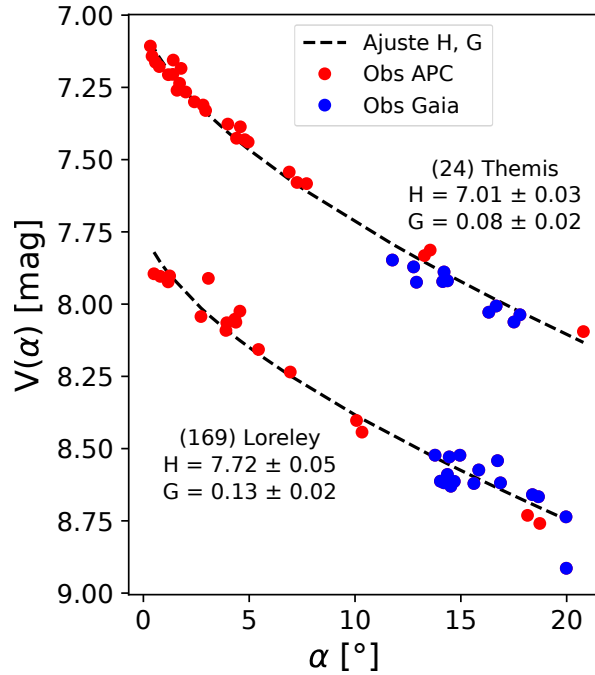 7.00
7.25
7.50
7.75
8.00
8.25
8.50
8.75
9.00
V(α) [mag]
Ajuste H, G
Obs APC
Obs Gaia
(24) Themis
H = 7.01 ± 0.03
G = 0.08 ± 0.02
(169) Loreley
H = 7.72 ± 0.05
G = 0.13 ± 0.02
0 5 10 15 20
α [°]